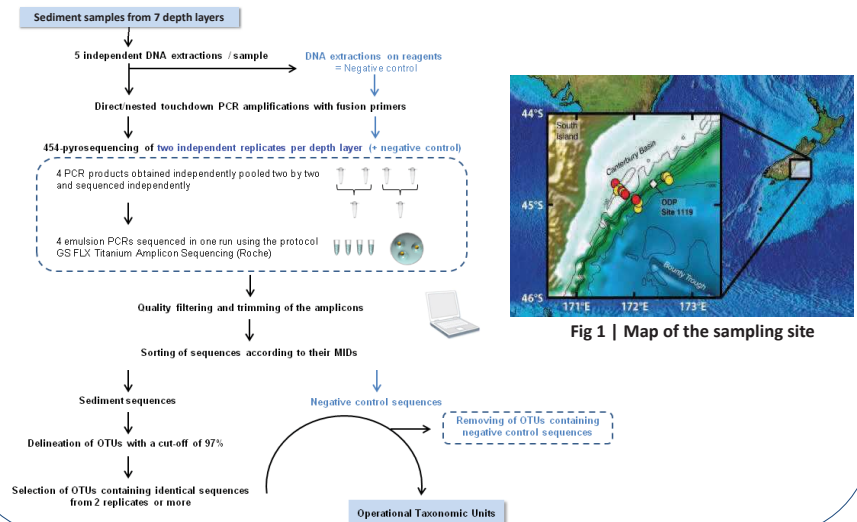 Sediment samples from 7 depth layers
5 independent DNA extractions / sample
DNA extractions on reagents
= Negative control
Direct/nested touchdown PCR amplifications with fusion primers
454-pyrosequencing of two independent replicates per depth layer (+ negative control)
4 PCR products obtained independently pooled two by two
and sequenced independently
4 emulsion PCRs sequenced in one run using the protocol
GS FLX Titanium Amplicon Sequencing (Roche)
Quality filtering and trimming of the amplicons
Sorting of sequences according to their MIDs
Sediment sequences
Negative control sequences
Removing of OTUs containing
negative control sequences
Delineation of OTUs with a cut-off of 97%
Selection of OTUs containing identical sequences
from 2 replicates or more
Operational Taxonomic Units
44°S
South
Island
Canterbury Basin
45°S
ODP
Site 1119
Bounty Trough
46°S
171°E
172°E
173°E
Fig 1 | Map of the sampling site